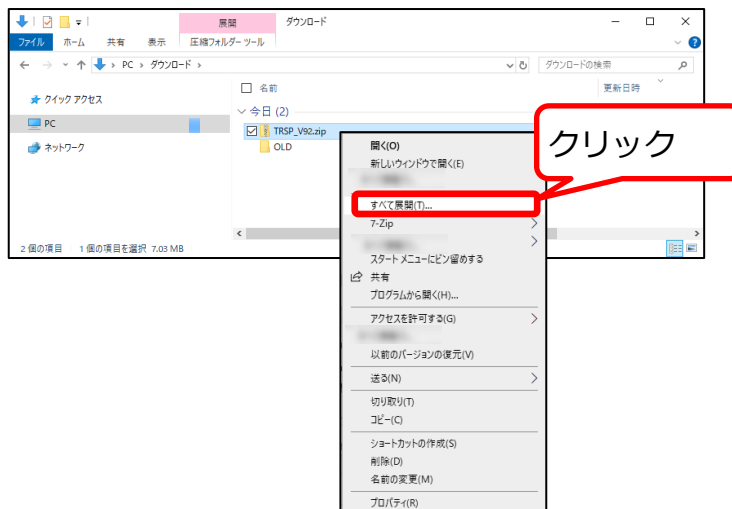 展開
ダウンロード
ファイル ホーム 共有 表示 圧縮フォルダー ツール
PC ダウンロード
ダウンロードの検索
名前
更新日時
クイック アクセス
今日 (2)
PC
TRSP_V92.zip
ネットワーク
OLD
クリック
開く(O)
新しいウィンドウで開く(E)
すべて展開(T)...
7-Zip
スタート メニューにピン留めする
共有
プログラムから開く(H)...
アクセスを許可する(G)
以前のバージョンの復元(V)
送る(N)
切り取り(T)
コピー(C)
ショートカットの作成(S)
削除(D)
名前の変更(M)
プロパティ(R)
2 個の項目 1 個の項目を選択 7.03 MB